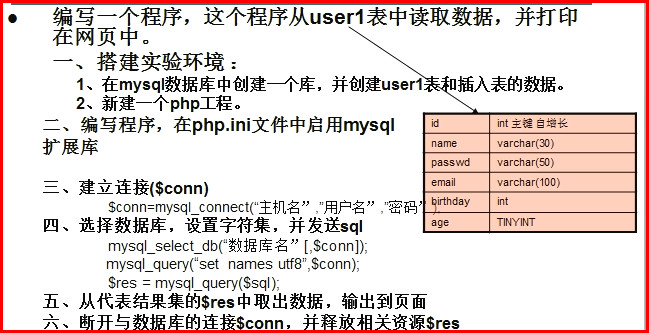 ● 编写一个程序，这个程序从user1表中读取数据，并打印
在网页中。
一、搭建实验环境：
1、在mysql数据库中创建一个库，并创建user1表和插入表的数据。
2、新建一个php工程。
二、编写程序，在php.ini文件中启用mysql
扩展库
id int 主键 自增长
name varchar(30)
passwd varchar(50)
email varchar(100)
birthday int
age TINYINT
三、建立连接($conn)
$conn=mysql_connect(“主机名”,”用户名”,”密码”);
四、选择数据库，设置字符集，并发送sql
mysql_select_db(“数据库名”[,$conn]);
mysql_query(“set names utf8”,$conn);
$res = mysql_query($sql);
五、从代表结果集的$res中取出数据，输出到页面
六、断开与数据库的连接$conn，并释放相关资源$res